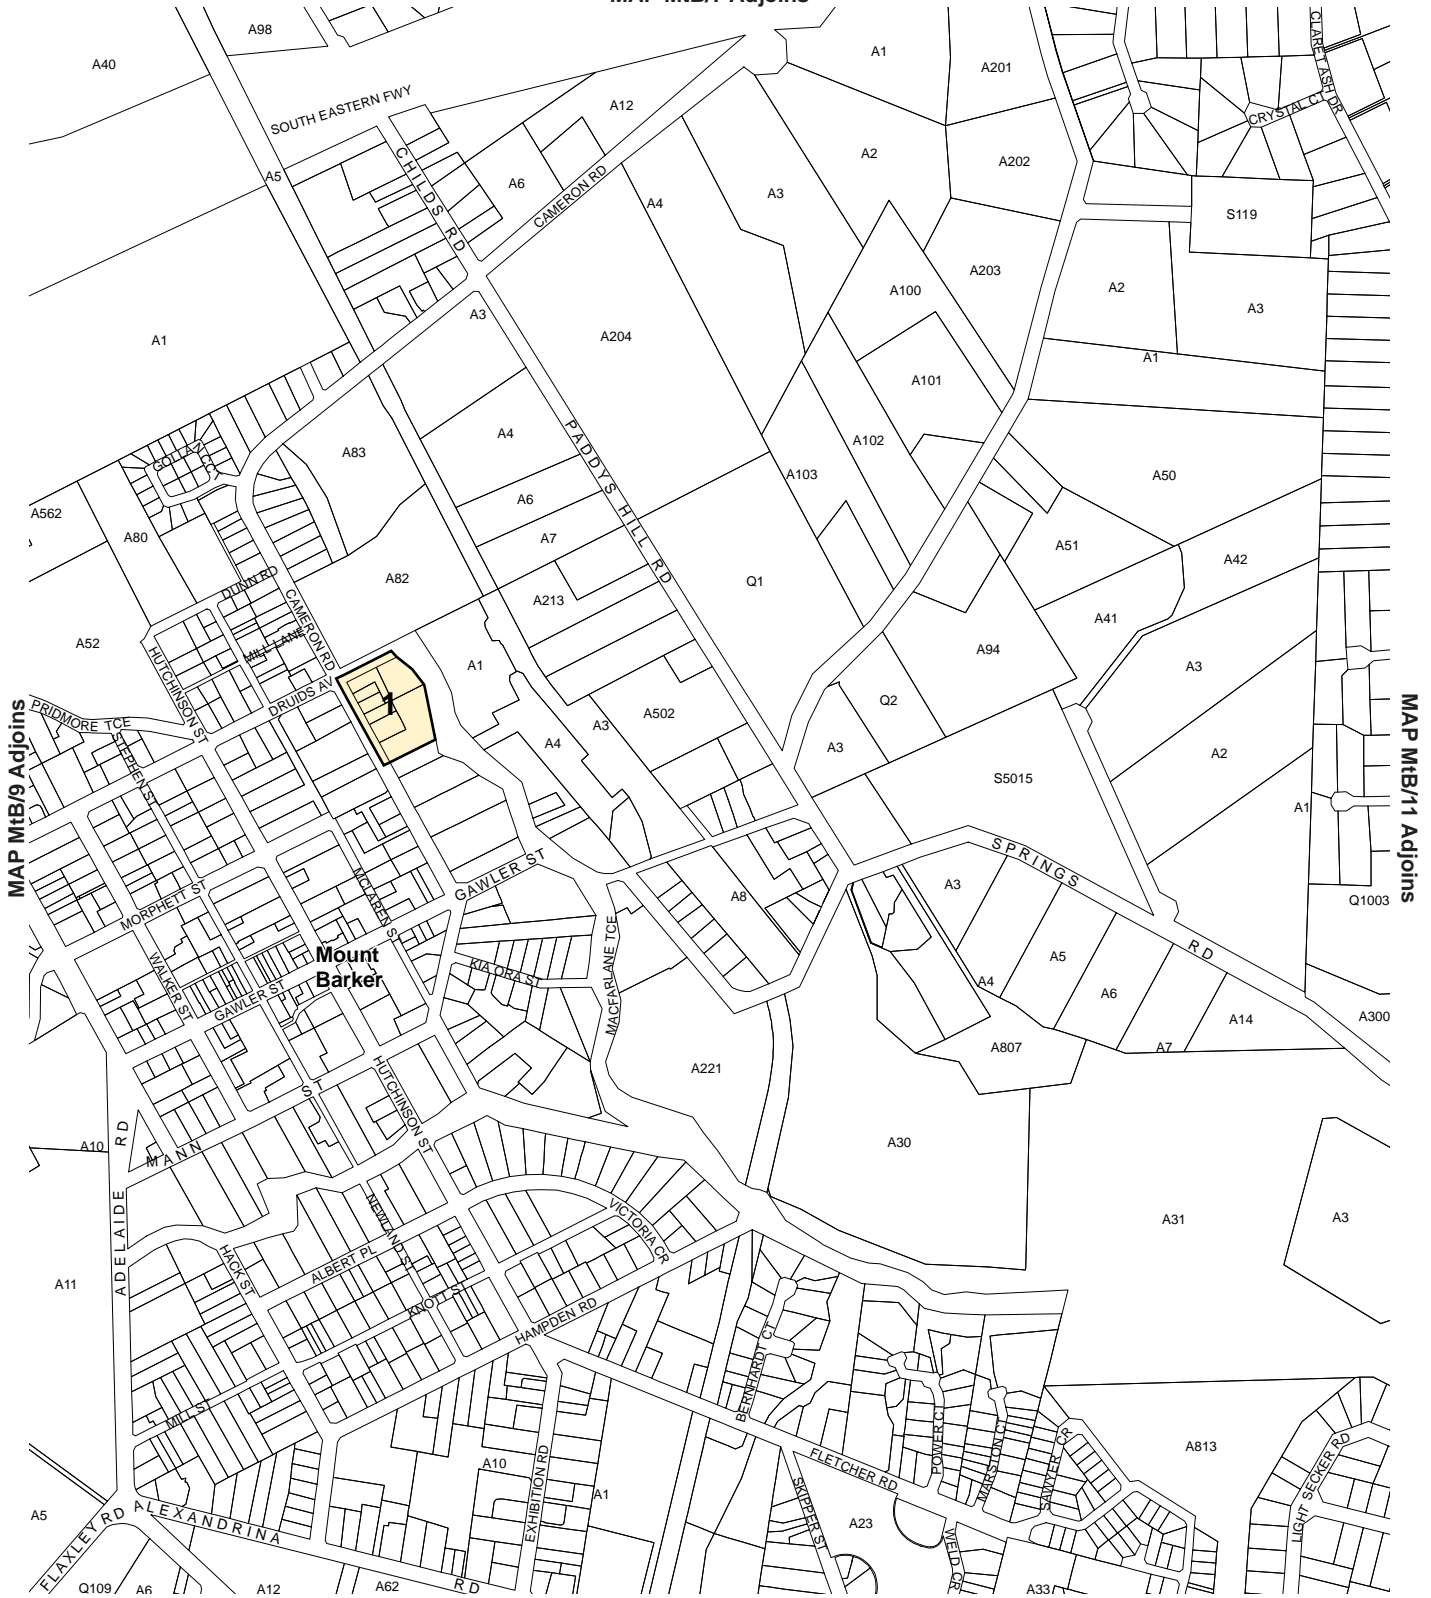 A98
A40
A1
A201
CLARET ASH DR
SOUTH EASTERN FWY
A12
CRYSTAL CT
CHILDS RD
A2
A202
A5
A6
CAMERON RD
A4
A3
S119
A203
A100
A2
A3
A3
A204
A1
A1
A101
A4
PADDYS HILL RD
A102
A83
GOLLAN CCT
A103
A50
A6
A562
A80
A7
A51
A42
A82
Q1
DUNN RD
A213
CAMERON RD
A41
A52
MILL LANE
A94
HUTCHINSON ST
A1
A3
DRUIDS AV
1
Q2
PRIDMORE TCE
A502
A3
A4
A3
A2
STEPHEN ST
S5015
MAP MtB/9 Adjoins
MAP MtB/11 Adjoins
A1
SPRINGS RD
GAWLER ST
MCLAREN ST
A3
MORPHETT ST
A8
Q1003
Mount
Barker
MACFARLANE TCE
A5
WALKER ST
KIA ORA ST
A4
A6
GAWLER ST
A14
A300
A7
A807
A221
HUTCHINSON ST
MANN ST
A10
A30
ADELAIDE RD
NEWLAND ST
VICTORIA CR
A31
A3
HACK ST
ALBERT PL
A11
KNOTT ST
HAMPDEN RD
BERNHARDT CT
MILL ST
POWER CT
MARSTON CT
SAWYER CR
A813
LIGHT SECKER RD
FLETCHER RD
A10
EXHIBITION RD
A1
SKIPPER ST
A23
WELD CR
A5
FLAXLEY RD
ALEXANDRINA RD
Q109
A6
A12
A62
A33